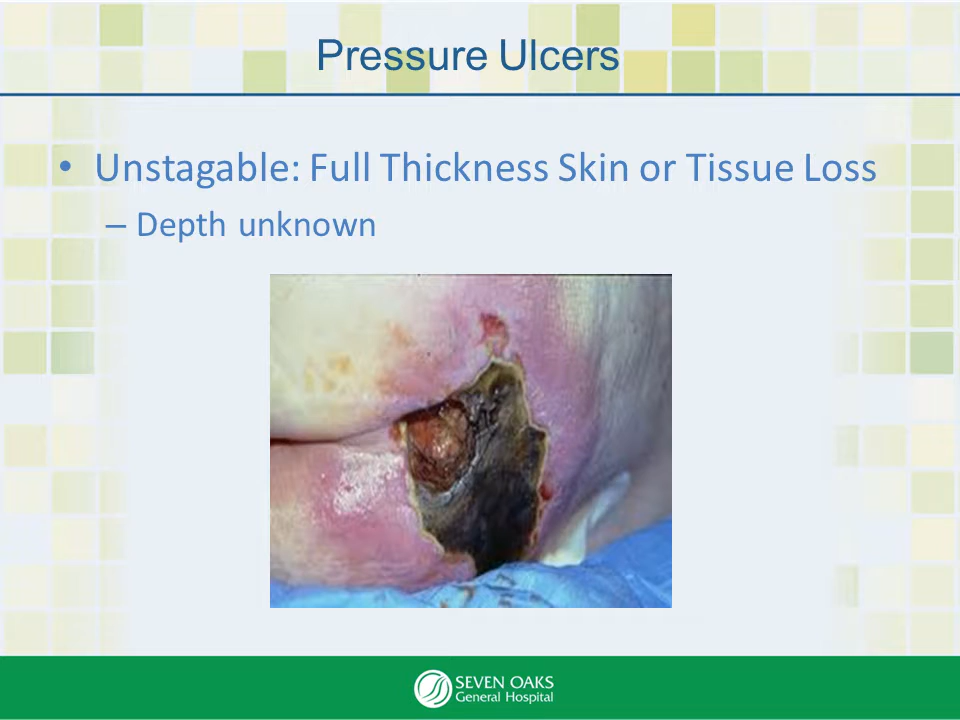 Pressure Ulcers
• Unstagable: Full Thickness Skin or Tissue Loss
– Depth unknown
SEVEN OAKS
General Hospital